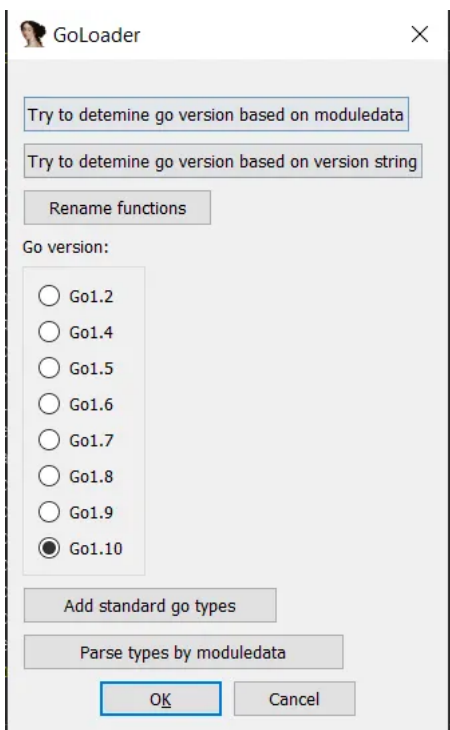 GoLoader
Try to detemine go version based on moduledata
Try to detemine go version based on version string
Rename functions
Go version:
Go1.2
Go1.4
Go1.5
Go1.6
Go1.7
Go1.8
Go1.9
Go1.10
Add standard go types
Parse types by moduledata
OK Cancel